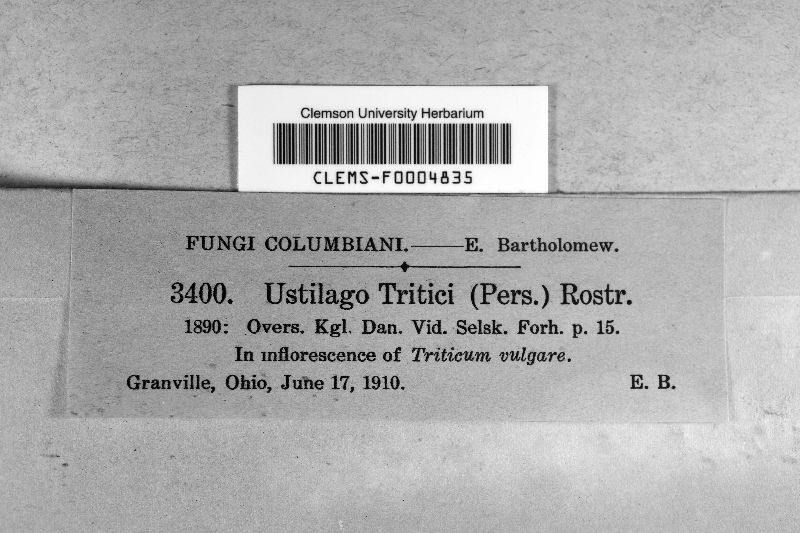 Clemson University Herbarium
CLEMS-F0004835
FUNGI COLUMBIANI.——E. Bartholomew.
3400. Ustilago Tritici (Pers.) Rostr.
1890: Overs. Kgl. Dan. Vid. Selsk. Forh. p. 15.
In inflorescence of Triticum vulgare.
Granville, Ohio, June 17, 1910. E. B.